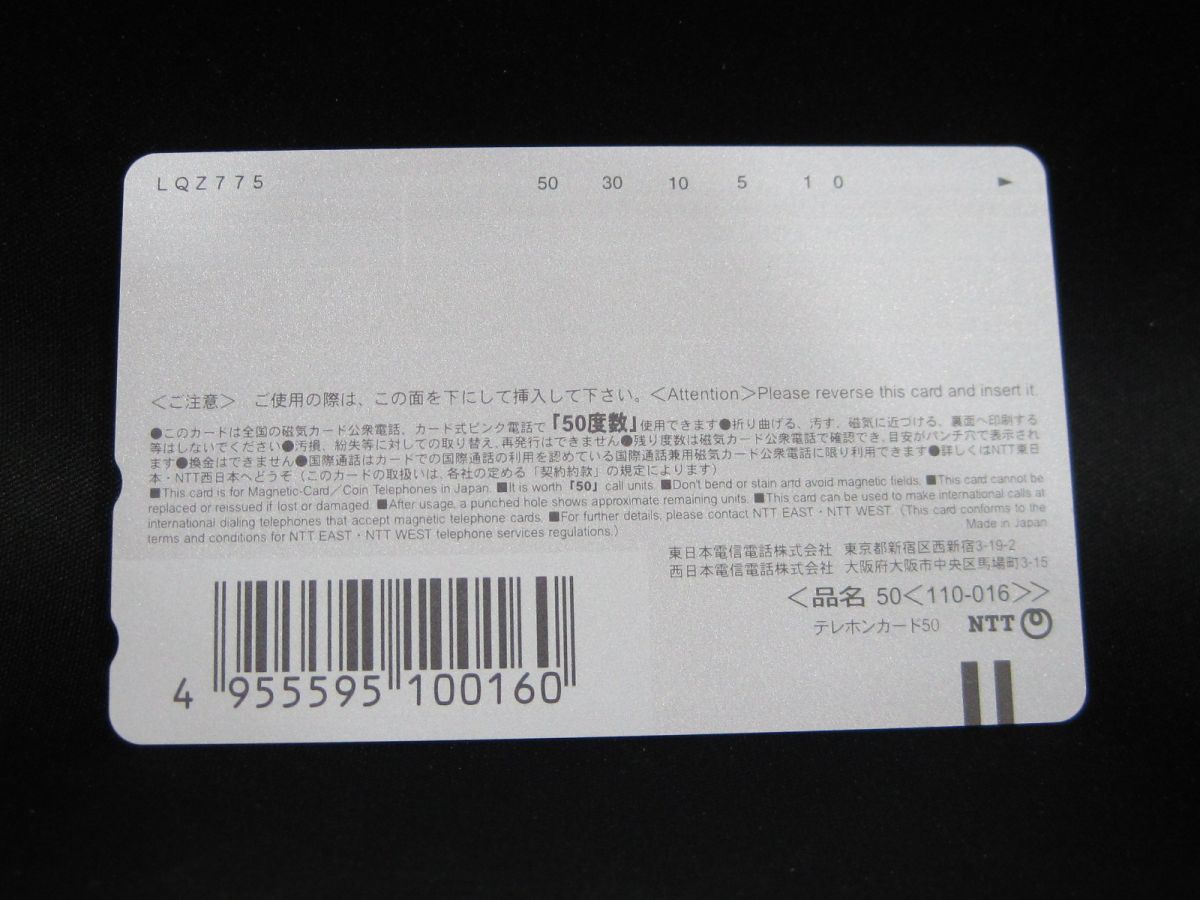 LQZ775 50 30 10 5 1 0 ►
＜ご注意＞ ご使用の際は、この面を下にして挿入して下さい。＜Attention＞Please reverse this card and insert it.
●このカードは全国の磁気カード公衆電話、カード式ピンク電話で「50度数」使用できます●折り曲げる、汚す、磁気に近づける、裏面へ印刷する
等はしないでください●汚損、紛失等に対しての取り替え、再発行はできません●残り度数は磁気カード公衆電話で確認でき、目安がパンチ穴で表示され
ます●換金はできません●国際通話はカードでの国際通話の利用を認めている国際通話兼用磁気カード公衆電話に限り利用できます●詳しくはNTT東日
本・NTT西日本へどうぞ（このカードの取扱いは、各社の定める「契約約款」の規定によります）
■This card is for Magnetic-Card／Coin Telephones in Japan. ■It is worth「50」call units. ■Don't bend or stain and avoid magnetic fields. ■This card cannot be
replaced or reissued if lost or damaged. ■After usage, a punched hole shows approximate remaining units. ■This card can be used to make international calls at
international dialing telephones that accept magnetic telephone cards. ■For further details, please contact NTT EAST・NTT WEST.（This card conforms to the
terms and conditions for NTT EAST・NTT WEST telephone services regulations.） Made in Japan
東日本電信電話株式会社 東京都新宿区西新宿3-19-2
西日本電信電話株式会社 大阪府大阪市中央区馬場町3-15
＜品名 50＜110-016＞＞
テレホンカード50 NTT
4 955595 100160